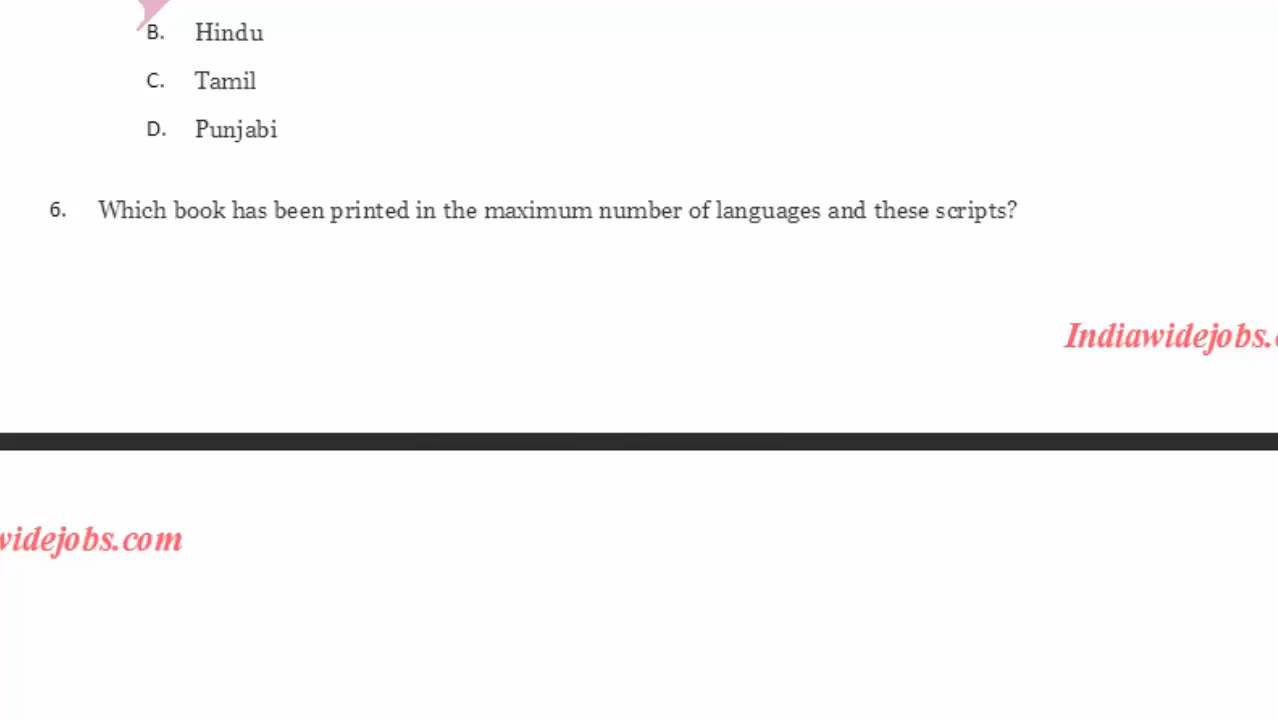 B. Hindu
C. Tamil
D. Punjabi
6. Which book has been printed in the maximum number of languages and these scripts?
Indiawidejobs.
widejobs.com